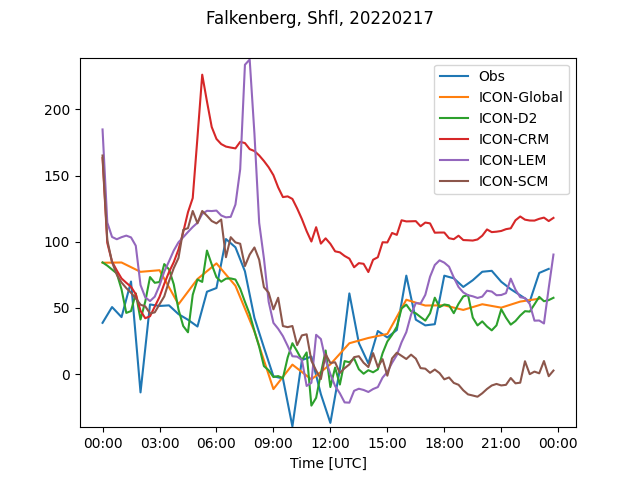 Falkenberg, Shfl, 20220217
Obs
ICON-Global
ICON-D2
ICON-CRM
ICON-LEM
ICON-SCM
200
150
100
50
0
00:00 03:00 06:00 09:00 12:00 15:00 18:00 21:00 00:00
Time [UTC]